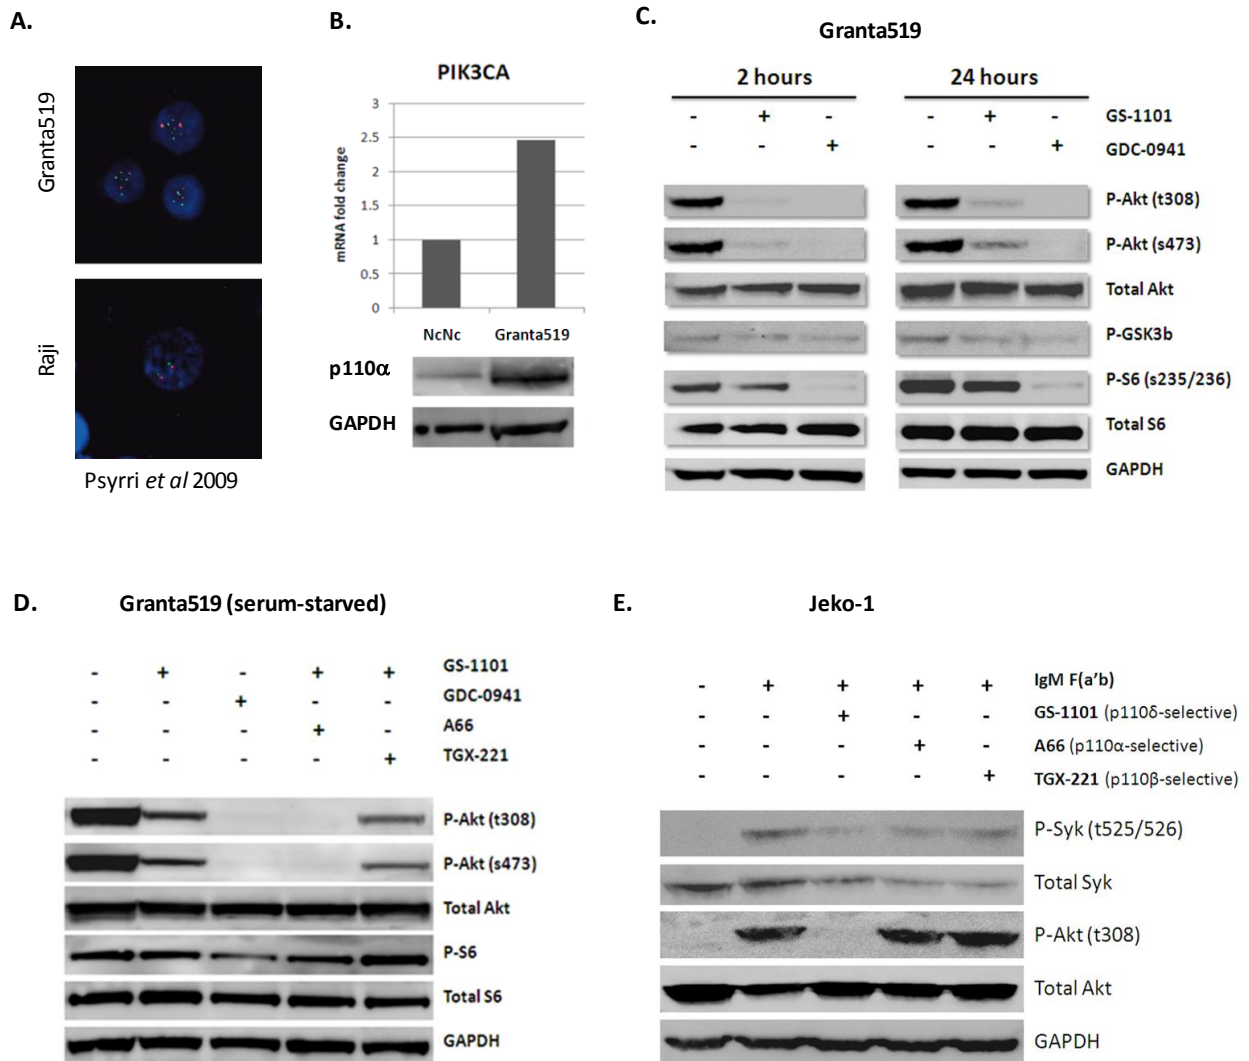 A.
Granta519
Raji
Psyrri et al 2009
B.
PIK3CA
mRNA fold change
3
2.5
2
1.5
1
0.5
0
NcNc Granta519
p110α
GAPDH
C.
Granta519
2 hours 24 hours
- + - - + - GS-1101
- - + - - + GDC-0941
P-Akt (t308)
P-Akt (s473)
Total Akt
P-GSK3b
P-S6 (s235/236)
Total S6
GAPDH
D. Granta519 (serum-starved)
- + - + + GS-1101
- - + - - GDC-0941
- - - + - A66
- - - - + TGX-221
P-Akt (t308)
P-Akt (s473)
Total Akt
P-S6
Total S6
GAPDH
E. Jeko-1
- + + + + IgM F(a'b)
- - + - - GS-1101 (p110δ-selective)
- - - + - A66 (p110α-selective)
- - - - + TGX-221 (p110β-selective)
P-Syk (t525/526)
Total Syk
P-Akt (t308)
Total Akt
GAPDH